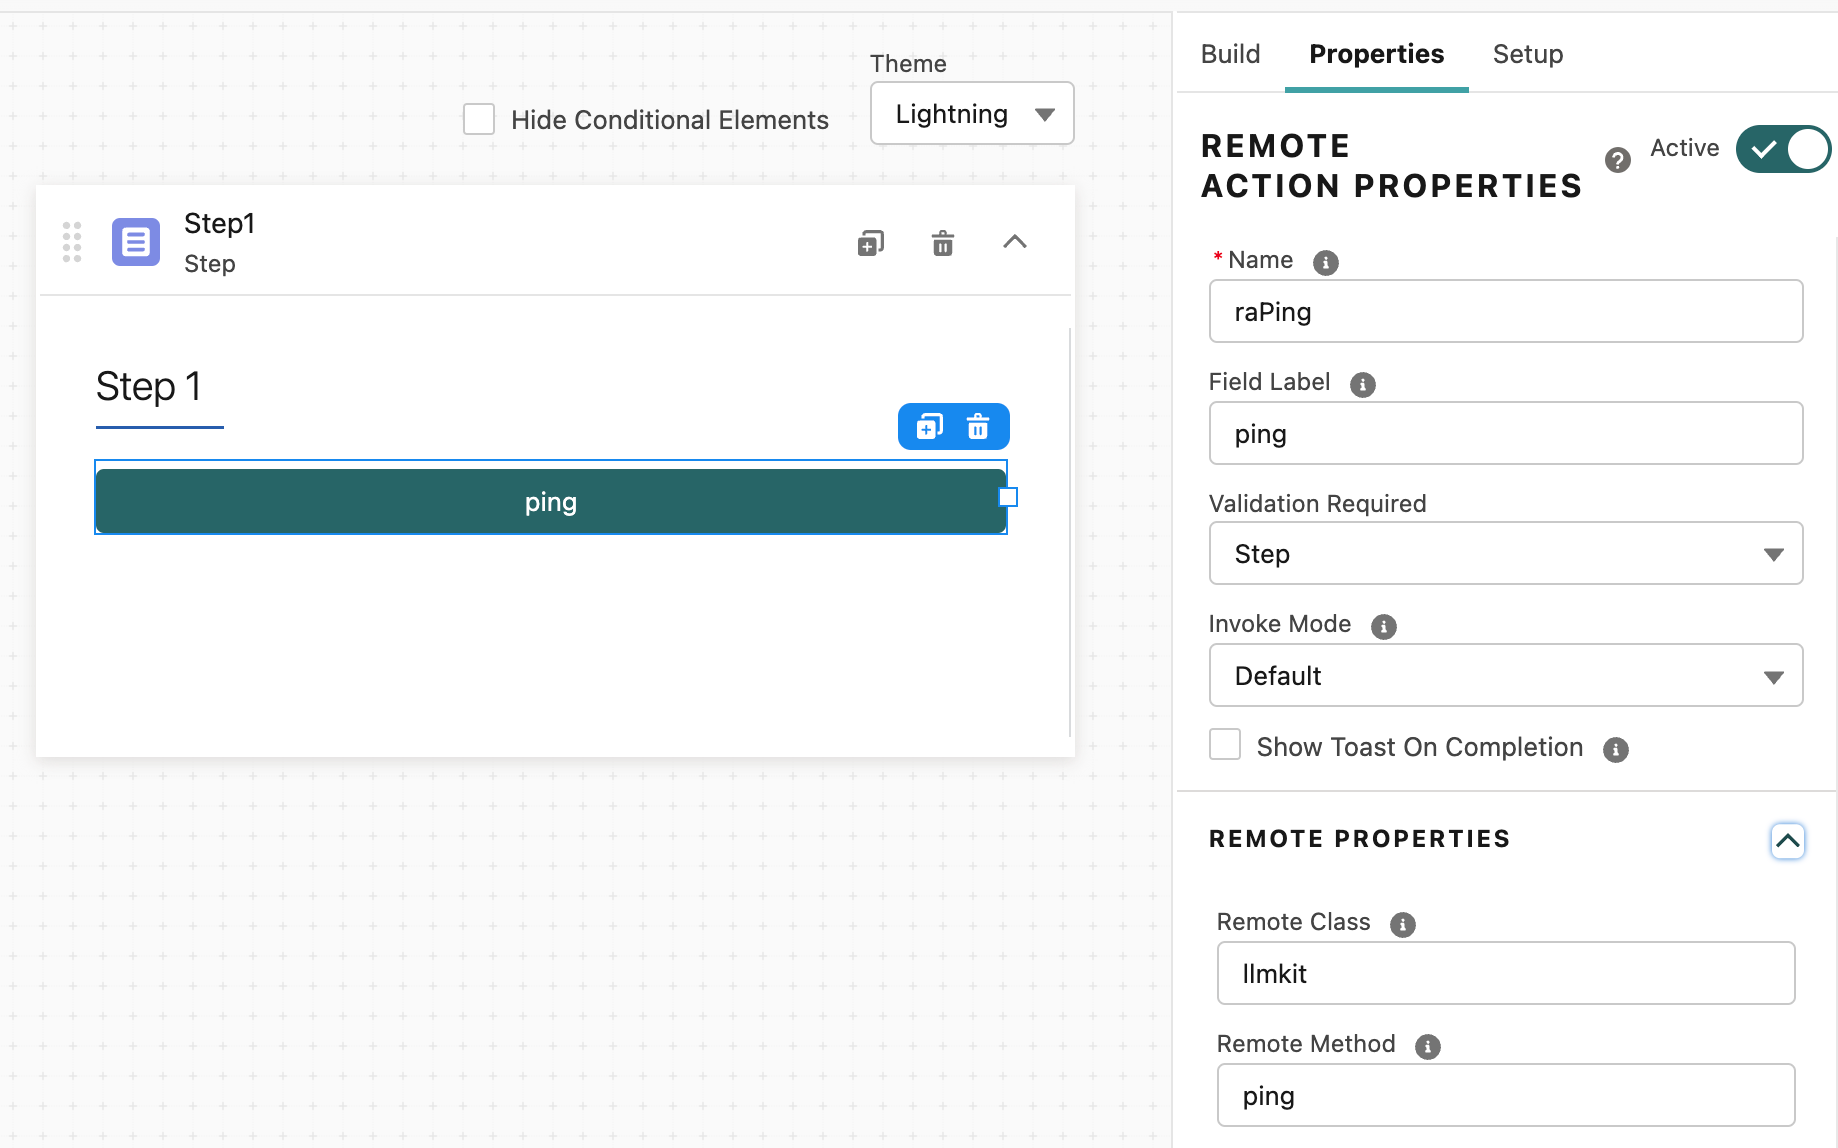 Theme
Hide Conditional Elements
Lightning
Step1
Step
Step 1
ping
Build Properties Setup
REMOTE
ACTION PROPERTIES
Active
* Name
raPing
Field Label
ping
Validation Required
Step
Invoke Mode
Default
Show Toast On Completion
REMOTE PROPERTIES
Remote Class
llmkit
Remote Method
ping